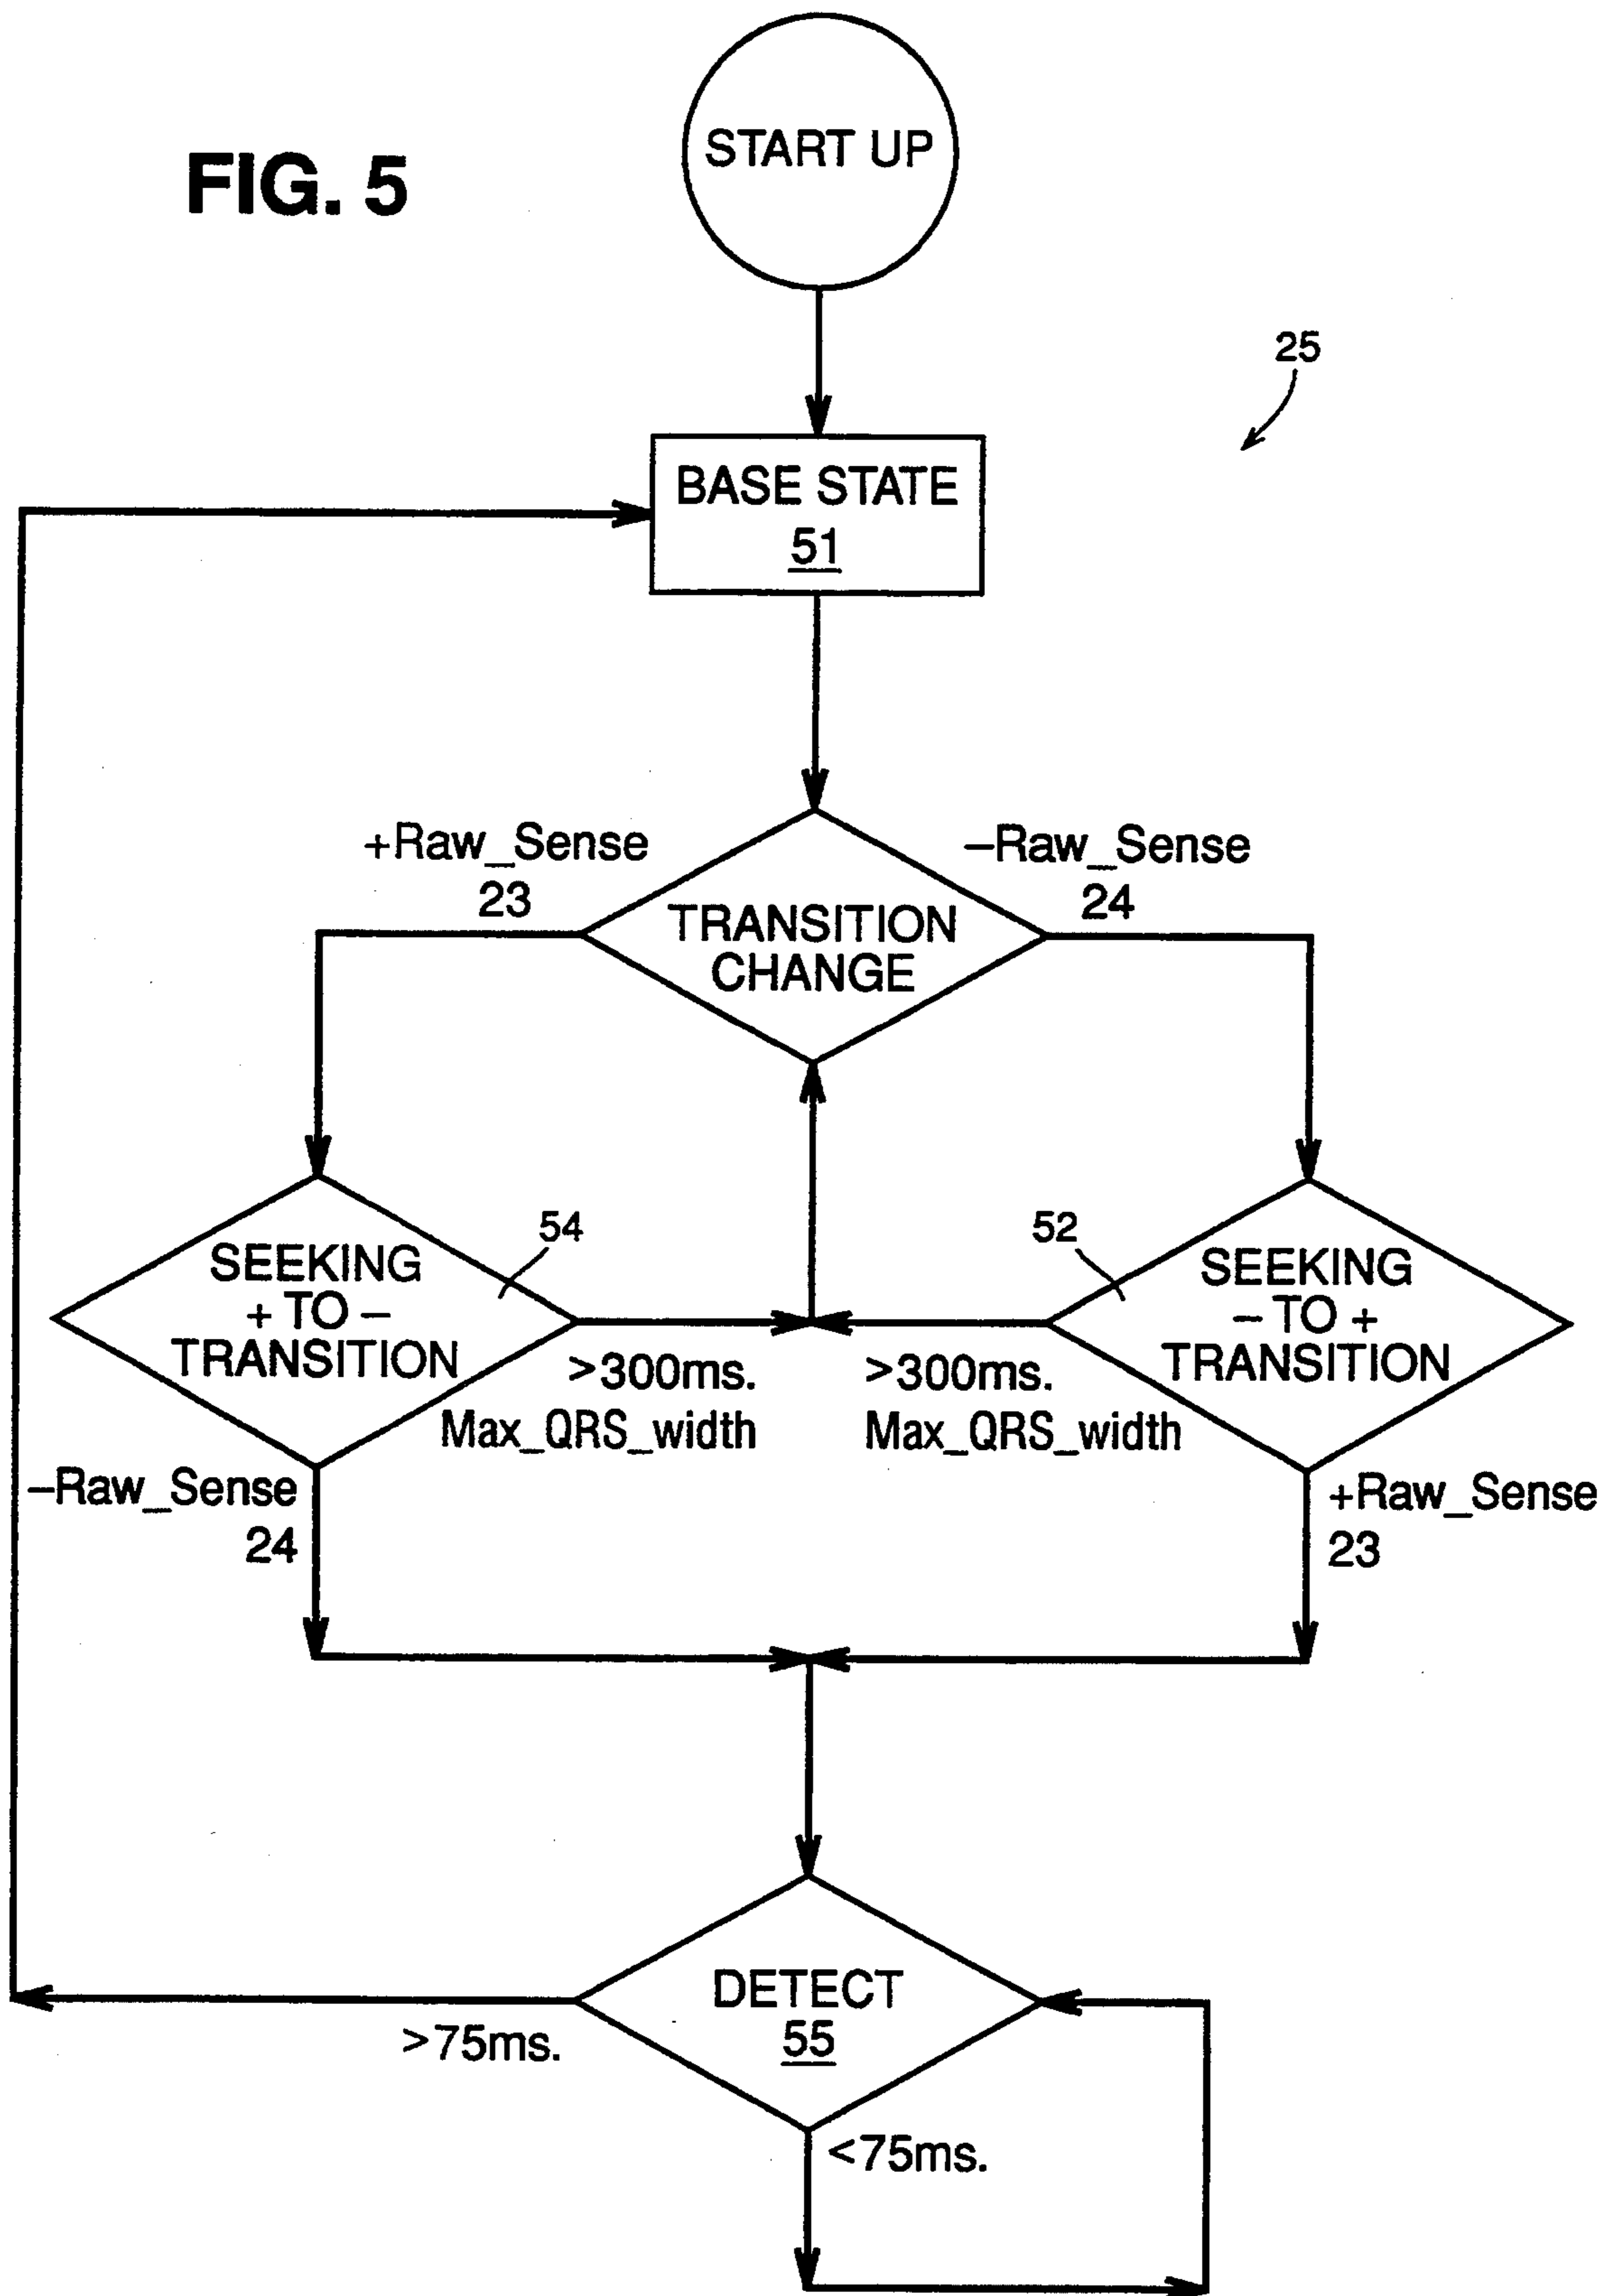 START UP
FIG. 5
25
BASE STATE
51
+Raw_Sense
23
–Raw_Sense
24
TRANSITION
CHANGE
54
52
SEEKING
+ TO –
TRANSITION
SEEKING
– TO +
TRANSITION
>300ms.
Max_QRS_width
>300ms.
Max_QRS_width
–Raw_Sense
24
+Raw_Sense
23
DETECT
55
>75ms.
<75ms.